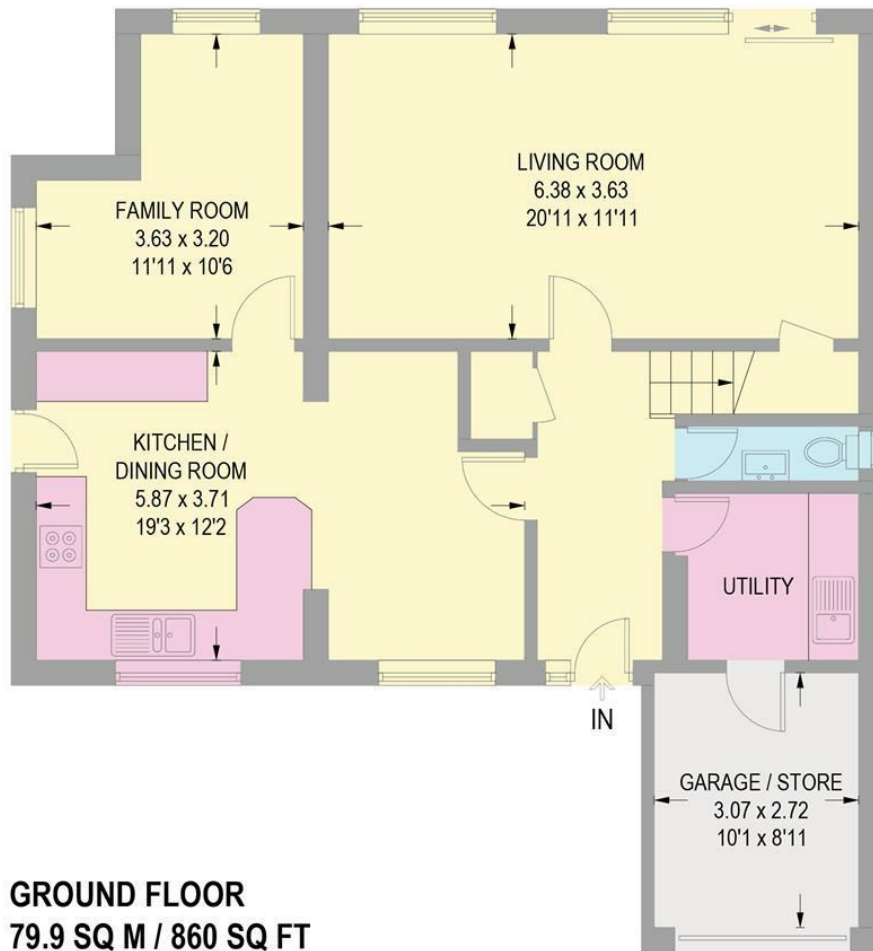 FAMILY ROOM
3.63 x 3.20
11'11 x 10'6
LIVING ROOM
6.38 x 3.63
20'11 x 11'11
KITCHEN /
DINING ROOM
5.87 x 3.71
19'3 x 12'2
UTILITY
IN
GARAGE / STORE
3.07 x 2.72
10'1 x 8'11
GROUND FLOOR
79.9 SQ M / 860 SQ FT